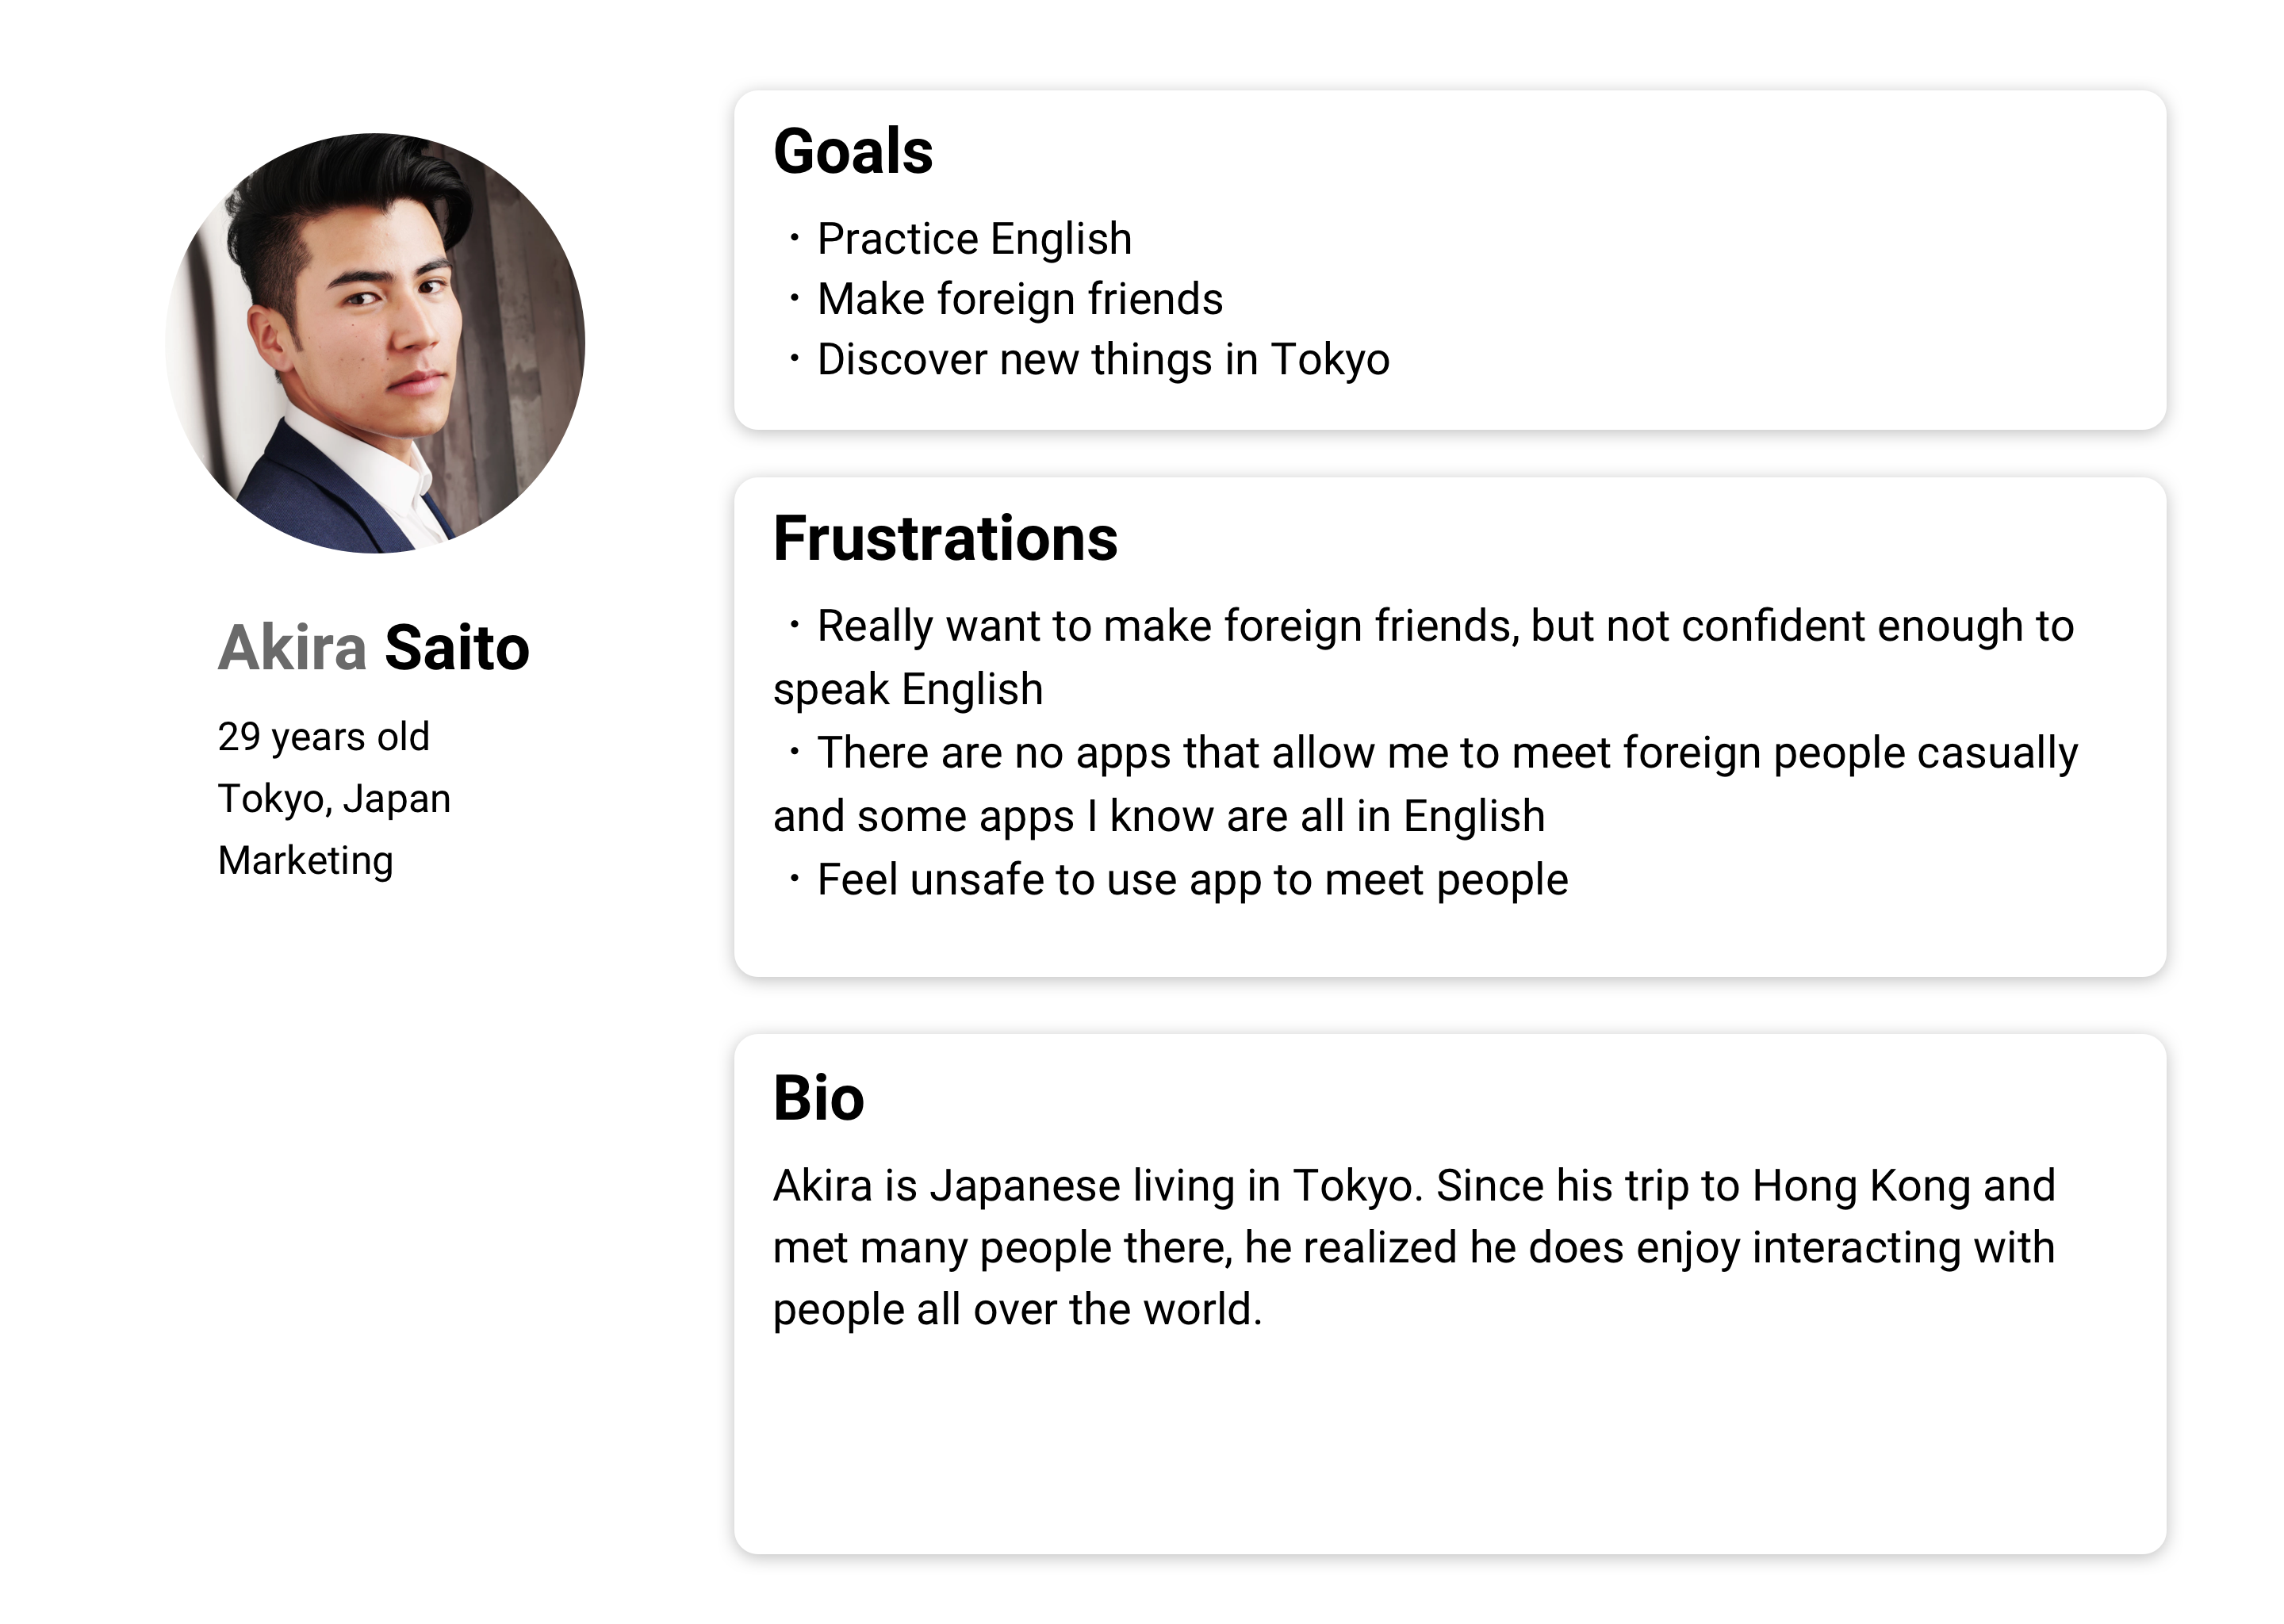 Akira Saito
29 years old
Tokyo, Japan
Marketing
Goals
・Practice English
・Make foreign friends
・Discover new things in Tokyo
Frustrations
・Really want to make foreign friends, but not confident enough to
speak English
・There are no apps that allow me to meet foreign people casually
and some apps I know are all in English
・Feel unsafe to use app to meet people
Bio
Akira is Japanese living in Tokyo. Since his trip to Hong Kong and
met many people there, he realized he does enjoy interacting with
people all over the world.